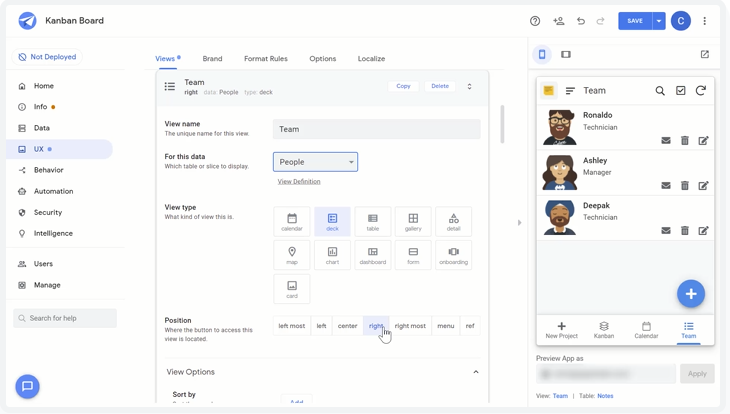 Kanban Board
SAVE
C
Not Deployed
Home
Info
Data
UX
Behavior
Automation
Security
Intelligence
Users
Manage
Search for help
Views
Brand
Format Rules
Options
Localize
Team
right data: People type: deck
Copy
Delete
View name
The unique name for this view.
Team
For this data
Which table or slice to display.
People
View Definition
View type
What kind of view this is.
calendar
deck
table
gallery
detail
map
chart
dashboard
form
onboarding
card
Position
Where the button to access this
view is located.
left most
left
center
right
right most
menu
ref
View Options
Sort by
Add
Team
Ronaldo
Technician
Ashley
Manager
Deepak
Technician
New Project
Kanban
Calendar
Team
Preview App as
Apply
View: Team | Table: Notes